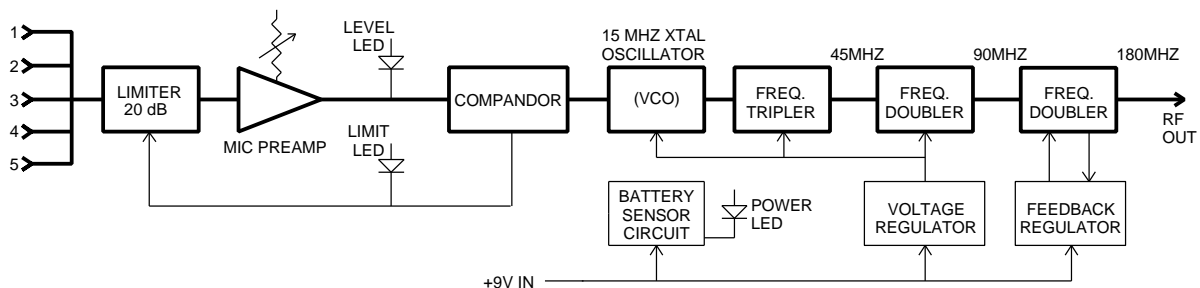 1
2
3
4
5
LIMITER
20 dB
MIC PREAMP
LEVEL
LED
LIMIT
LED
COMPANDOR
15 MHZ XTAL
OSCILLATOR
(VCO)
FREQ.
TRIPLER
45MHZ
FREQ.
DOUBLER
90MHZ
FREQ.
DOUBLER
180MHZ
RF
OUT
BATTERY
SENSOR
CIRCUIT
POWER
LED
VOLTAGE
REGULATOR
FEEDBACK
REGULATOR
+9V IN